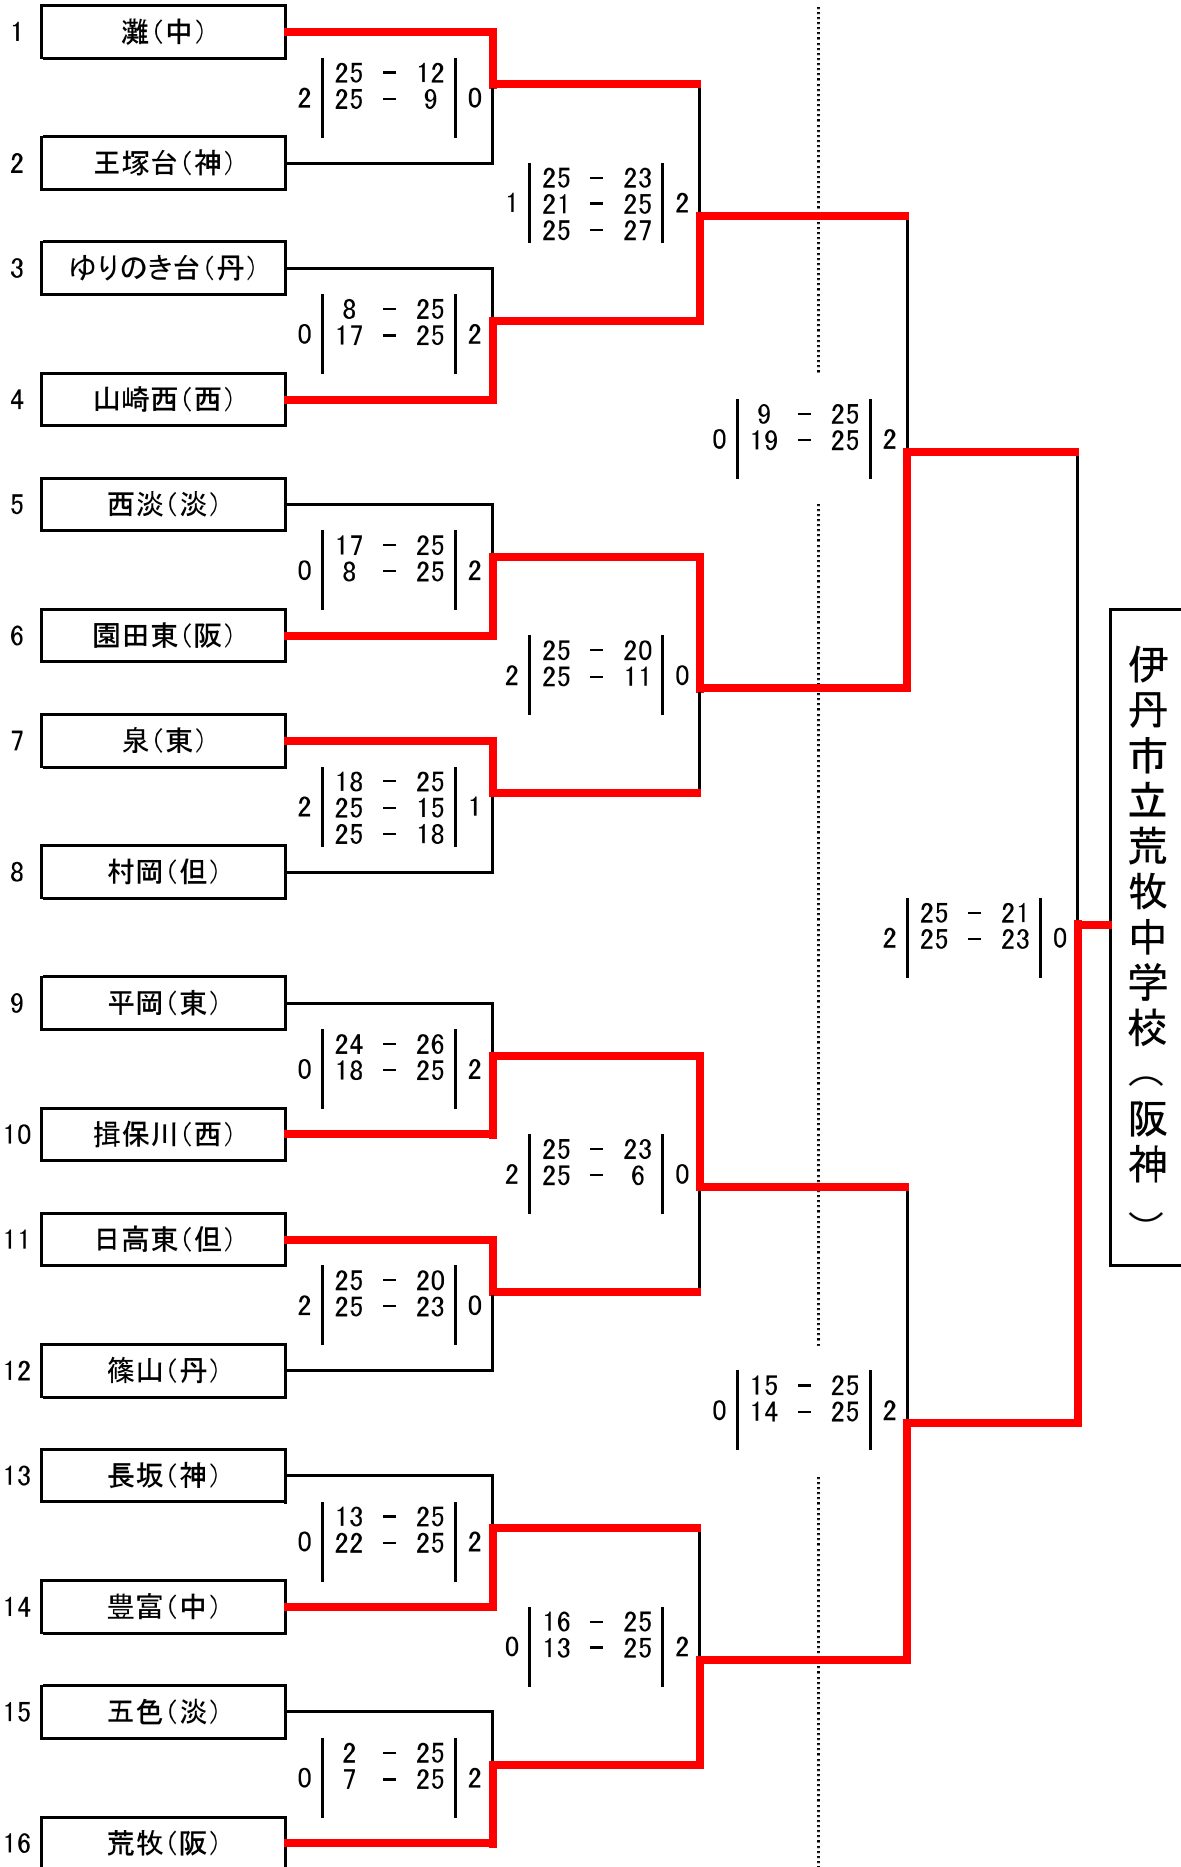 1 灘(中)
2 25 - 12 0
25 - 9
2 王塚台(神)
1 25 - 23 2
21 - 25
25 - 27
3 ゆりのき台(丹)
0 8 - 25 2
17 - 25
4 山崎西(西)
0 9 - 25 2
19 - 25
5 西淡(淡)
0 17 - 25 2
8 - 25
6 園田東(阪)
2 25 - 20 0
25 - 11
7 泉(東)
2 18 - 25 1
25 - 15
25 - 18
8 村岡(但)
2 25 - 21 0
25 - 23
伊丹市立荒牧中学校(阪神)
9 平岡(東)
0 24 - 26 2
18 - 25
10 揖保川(西)
2 25 - 23 0
25 - 6
11 日高東(但)
2 25 - 20 0
25 - 23
12 篠山(丹)
0 15 - 25 2
14 - 25
13 長坂(神)
0 13 - 25 2
22 - 25
14 豊富(中)
0 16 - 25 2
13 - 25
15 五色(淡)
0 2 - 25 2
7 - 25
16 荒牧(阪)